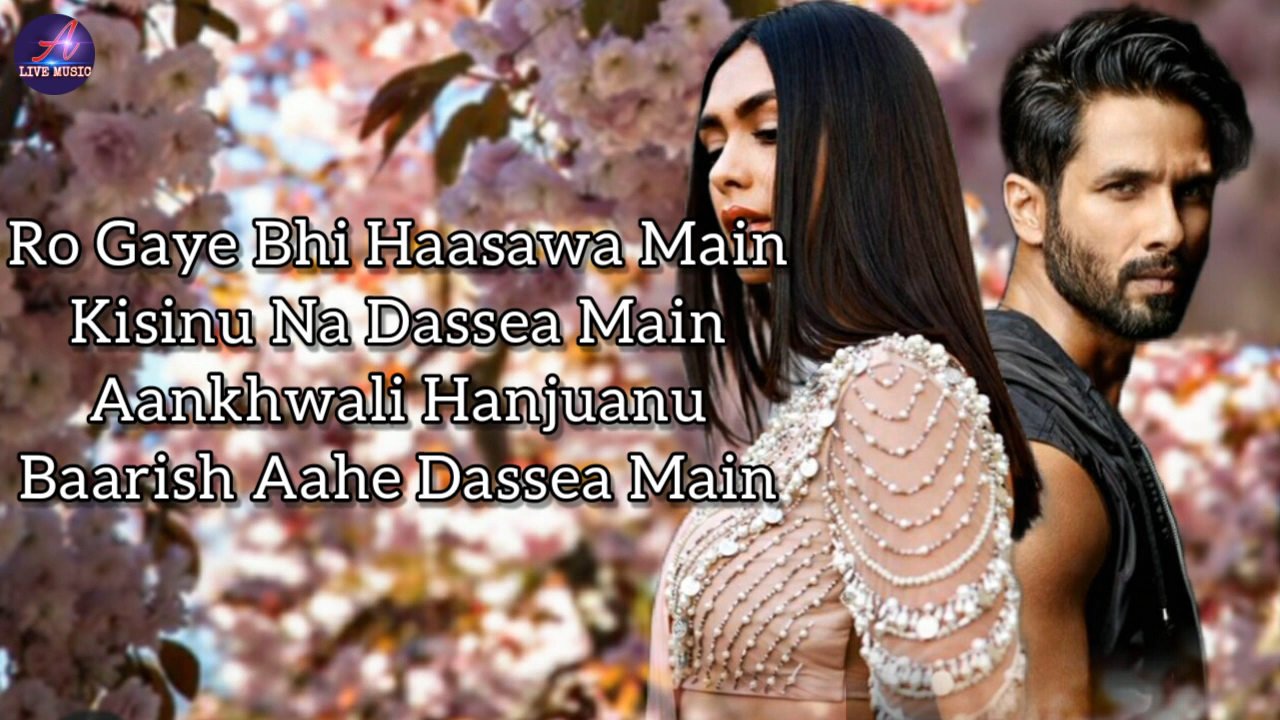 A
LIVE MUSIC
Ro Gaye Bhi Haasawa Main
Kisinu Na Dassea Main
Aankhwali Hanjuanu
Baarish Aahe Dassea Main